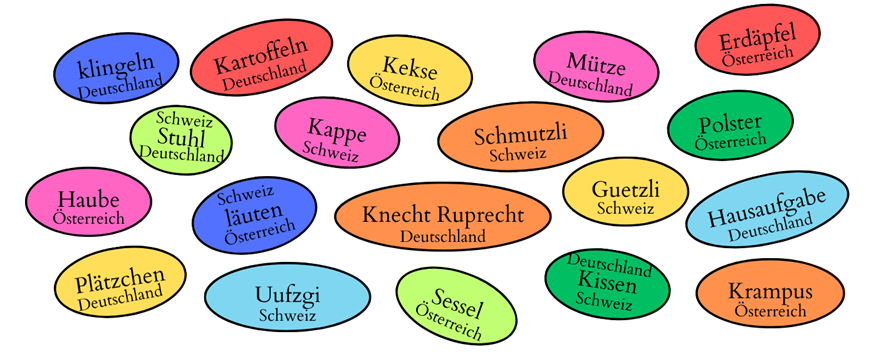 klingeln
Deutschland
Kartoffeln
Deutschland
Kekse
Österreich
Mütze
Deutschland
Erdäpfel
Österreich
Schweiz
Stuhl
Deutschland
Kappe
Schweiz
Schmutzli
Schweiz
Polster
Österreich
Haube
Österreich
Schweiz
läuten
Österreich
Knecht Ruprecht
Deutschland
Guetzli
Schweiz
Hausaufgabe
Deutschland
Plätzchen
Deutschland
Uufzgi
Schweiz
Sessel
Österreich
Deutschland
Kissen
Schweiz
Krampus
Österreich